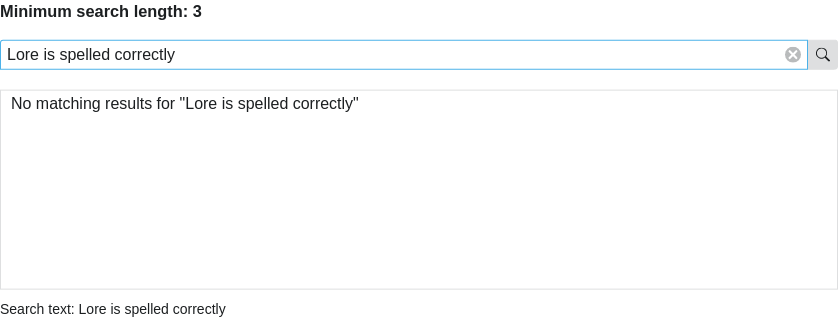 Minimum search length: 3
Lore is spelled correctly
No matching results for "Lore is spelled correctly"
Search text: Lore is spelled correctly